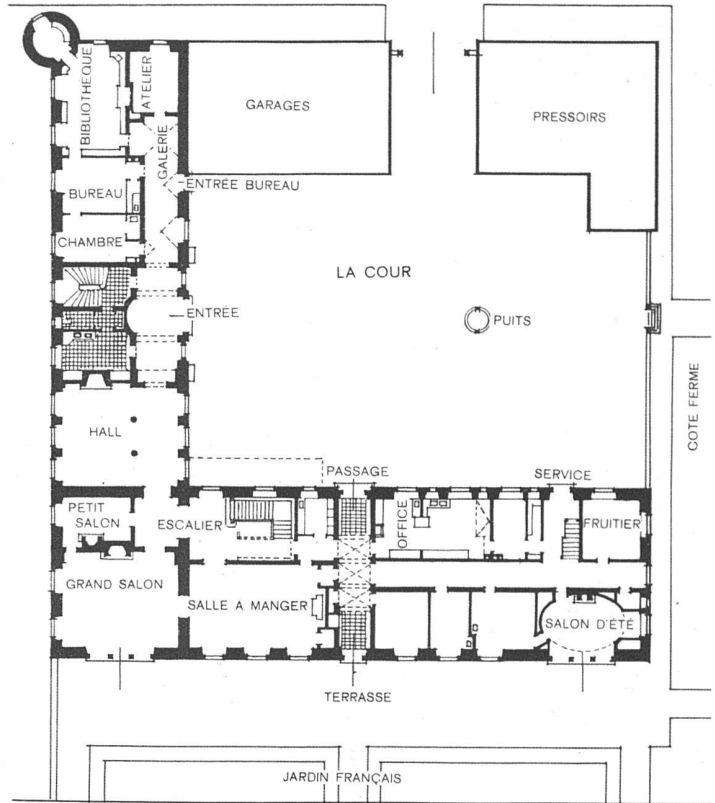 BIBLIOTHEQUE
ATELIER
GARAGES
PRESSOIRS
GALERIE
BUREAU
ENTRÉE BUREAU
CHAMBRE
LA COUR
ENTRÉE
PUITS
COTE FERME
HALL
PASSAGE
SERVICE
PETIT
SALON
ESCALIER
OFFICE
FRUITIER
GRAND SALON
SALLE A MANGER
SALON D'ÉTÉ
TERRASSE
JARDIN FRANÇAIS